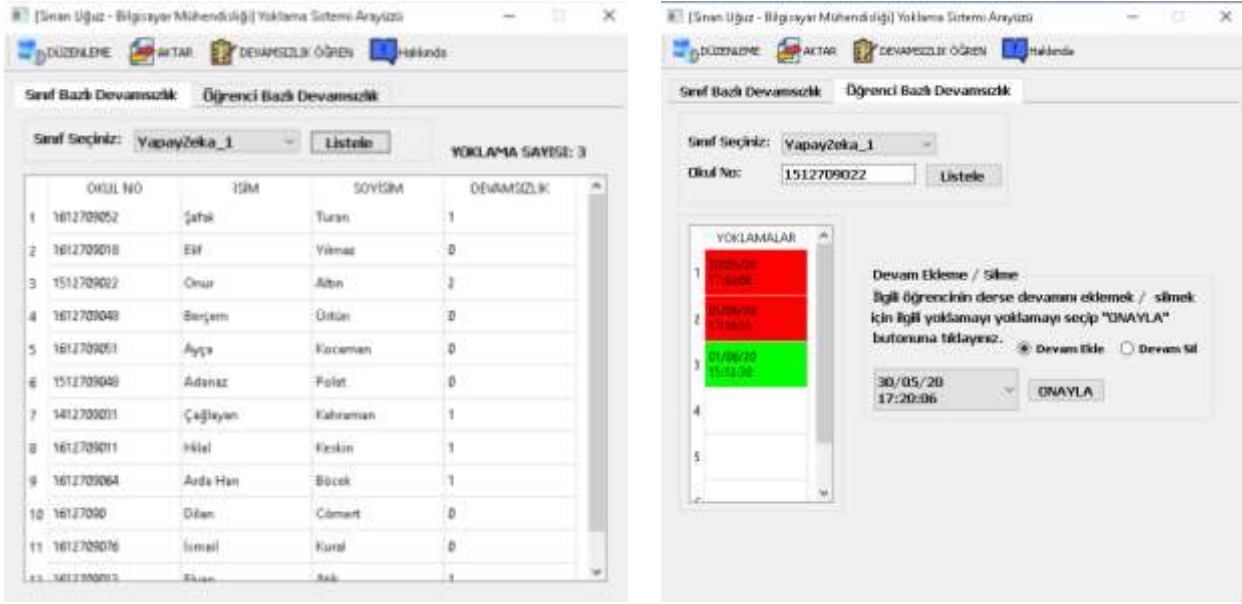 [Sinan Uğuz - Bilgisayar Mühendisliği] Yoklama Sistemi Arayüzü
DÜZENLEME AKTAR DEVAMSIZLIK ÖĞREN Hakkında
Sınıf Bazlı Devamsızlık Öğrenci Bazlı Devamsızlık
Sınıf Seçiniz: YapayZeka_1 Listele YOKLAMA SAYISI: 3
OKUL NO İSİM SOYİSİM DEVAMSIZLIK
1 1612709052 Şafak Turan 1
2 1612709018 Elif Yılmaz 0
3 1512709022 Onur Altın 2
4 1612709048 Berçem 0
5 1612709051 Ayça Kocaman 0
6 1512709048 Polat 0
7 1412709031 Çağlayan Kahraman 1
8 1612709011 Hilal Keskin 1
9 1612709064 Arda Han Böcek 1
10 16127090 Dilan Cömert 0
11 1612709076 İsmail Kural 0
[Sinan Uğuz - Bilgisayar Mühendisliği] Yoklama Sistemi Arayüzü
DÜZENLEME AKTAR DEVAMSIZLIK ÖĞREN Hakkında
Sınıf Bazlı Devamsızlık Öğrenci Bazlı Devamsızlık
Sınıf Seçiniz: YapayZeka_1
Okul No: 1512709022 Listele
YOKLAMALAR
1
2
3 01/06/20
15:12:30
4
5
Devam Ekleme / Silme
İlgili öğrencinin derse devamını eklemek / silmek
için ilgili yoklamayı yoklamayı seçip "ONAYLA"
butonuna tıklayınız.
Devam Ekle Devam Sil
30/05/20
17:20:06
ONAYLA